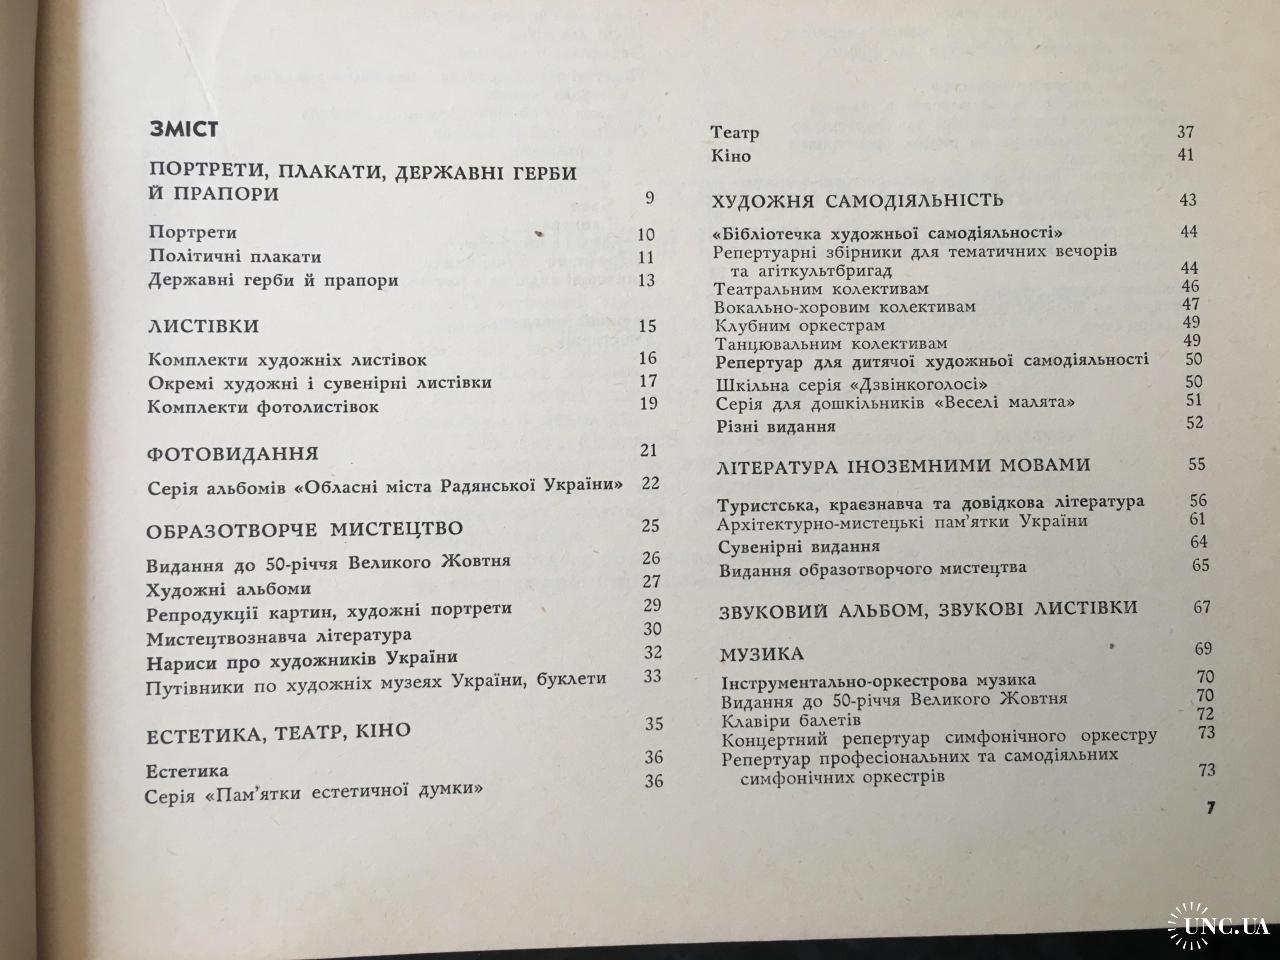 ЗМІСТ
ПОРТРЕТИ, ПЛАКАТИ, ДЕРЖАВНІ ГЕРБИ
Й ПРАПОРИ 9
Портрети 10
Політичні плакати 11
Державні герби й прапори 13
ЛИСТІВКИ 15
Комплекти художніх листівок 16
Окремі художні і сувенірні листівки 17
Комплекти фотолистівок 19
ФОТОВИДАННЯ 21
Серія альбомів «Обласні міста Радянської України» 22
ОБРАЗОТВОРЧЕ МИСТЕЦТВО 25
Видання до 50-річчя Великого Жовтня 26
Художні альбоми 27
Репродукції картин, художні портрети 29
Мистецтвознавча література 30
Нариси про художників України 32
Путівники по художніх музеях України, буклети 33
ЕСТЕТИКА, ТЕАТР, КІНО 35
Естетика 36
Серія «Пам'ятки естетичної думки» 36
Театр 37
Кіно 41
ХУДОЖНЯ САМОДІЯЛЬНІСТЬ 43
«Бібліотечка художньої самодіяльності» 44
Репертуарні збірники для тематичних вечорів
та агіткультбригад 44
Театральним колективам 46
Вокально-хоровим колективам 47
Клубним оркестрам 49
Танцювальним колективам 49
Репертуар для дитячої художньої самодіяльності 50
Шкільна серія «Дзвінкоголосі» 50
Серія для дошкільників «Веселі малята» 51
Різні видання 52
ЛІТЕРАТУРА ІНОЗЕМНИМИ МОВАМИ 55
Туристська, краєзнавча та довідкова література 56
Архітектурно-мистецькі пам'ятки України 61
Сувенірні видання 64
Видання образотворчого мистецтва 65
ЗВУКОВИЙ АЛЬБОМ, ЗВУКОВІ ЛИСТІВКИ 67
МУЗИКА 69
Інструментально-оркестрова музика 70
Видання до 50-річчя Великого Жовтня 70
Клавіри балетів 72
Концертний репертуар симфонічного оркестру 73
Репертуар професіональних та самодіяльних
симфонічних оркестрів 73
7
UNC.UA